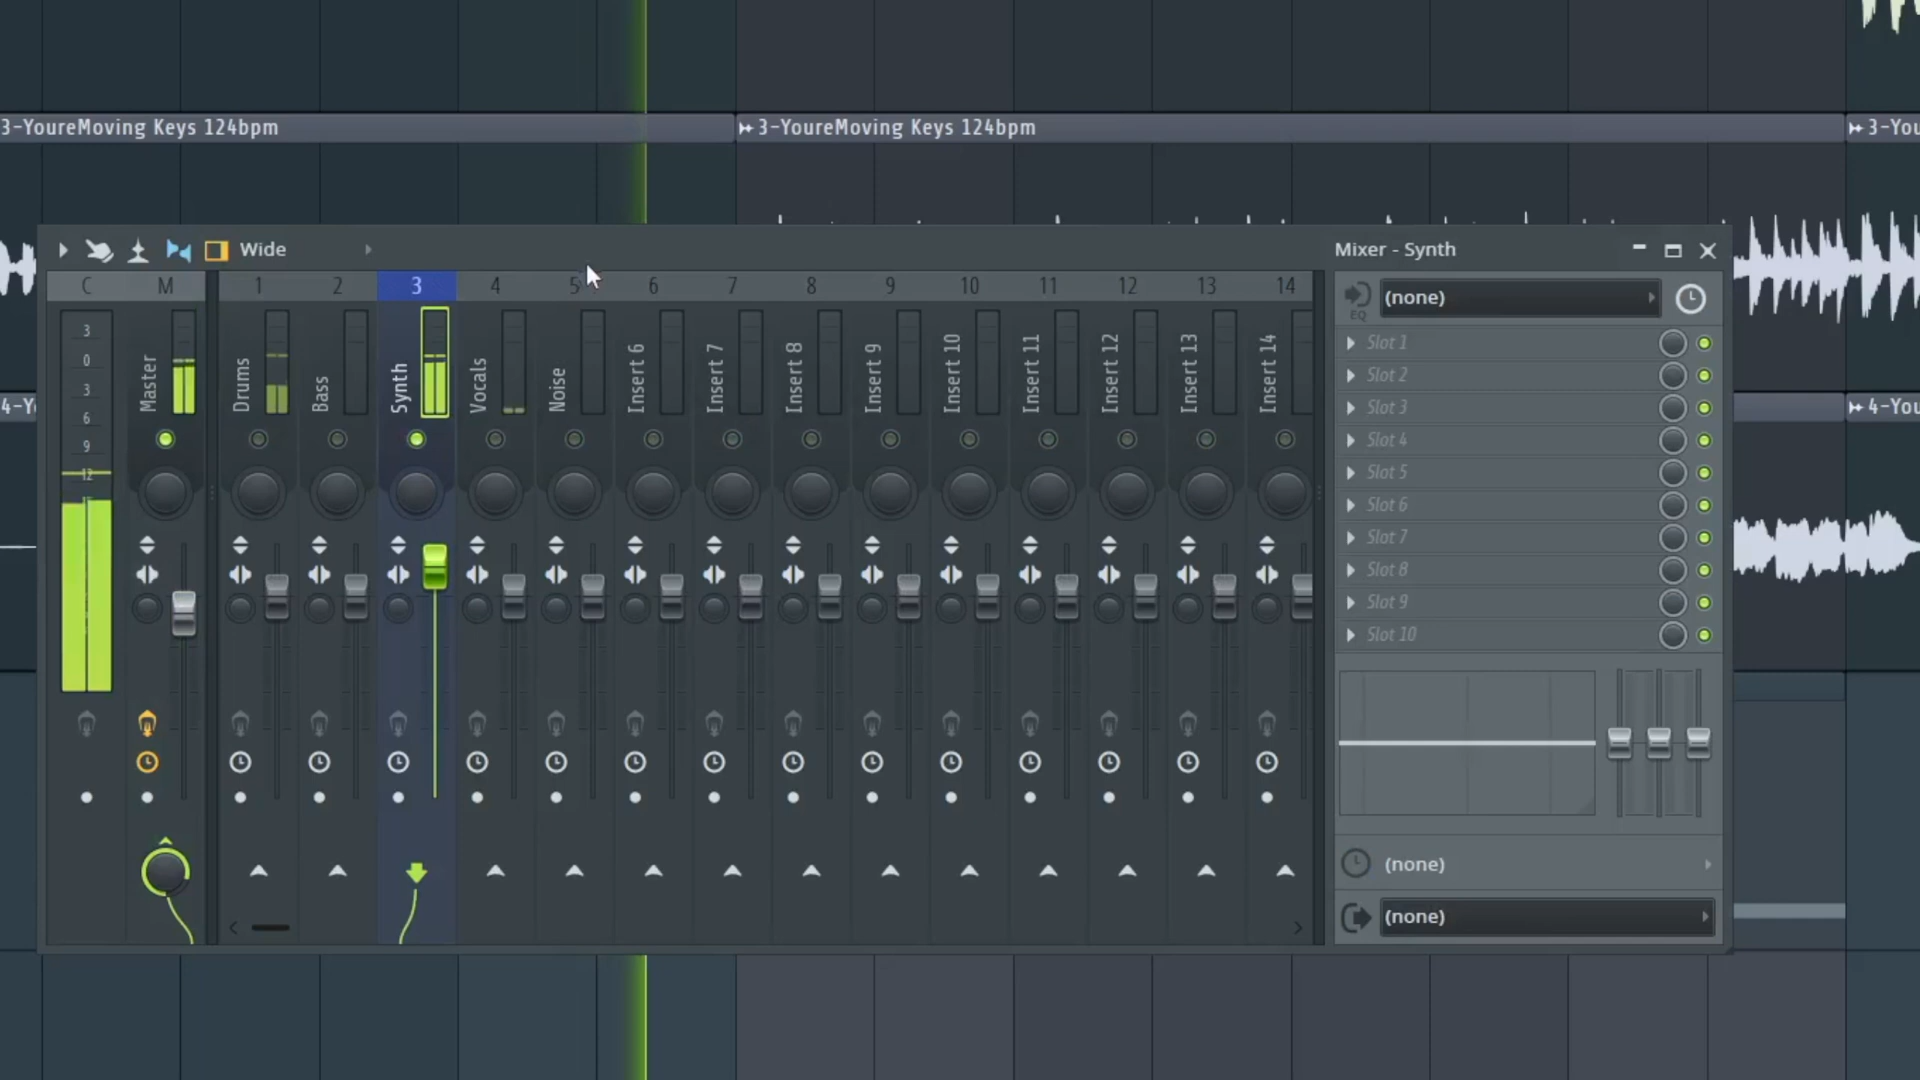 3-YoureMoving Keys 124bpm
3-YoureMoving Keys 124bpm
3-You
Wide
Mixer - Synth
C M 1 2 3 4 5 6 7 8 9 10 11 12 13 14
(none)
EQ
3
0
3
6
9
12
Master
Drums
Bass
Synth
Vocals
Noise
Insert 6
Insert 7
Insert 8
Insert 9
Insert 10
Insert 11
Insert 12
Insert 13
Insert 14
Slot 1
Slot 2
Slot 3
Slot 4
Slot 5
Slot 6
Slot 7
Slot 8
Slot 9
Slot 10
4-Y
4-You
(none)
(none)